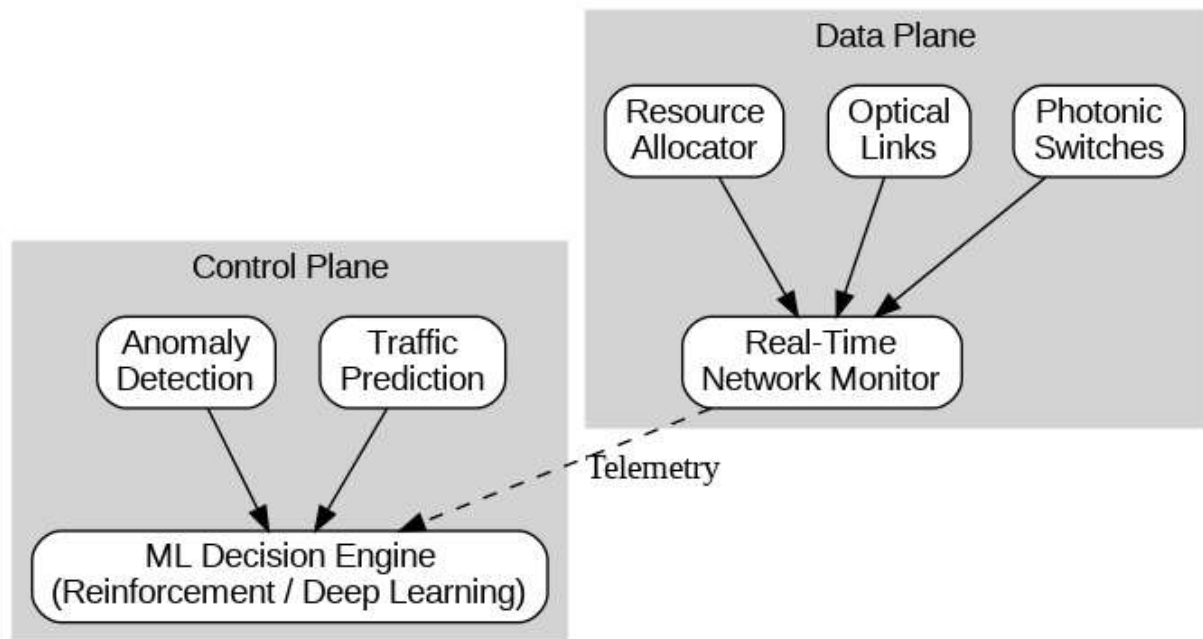 Data Plane
Resource
Allocator
Optical
Links
Photonic
Switches
Real-Time
Network Monitor
Telemetry
Control Plane
Anomaly
Detection
Traffic
Prediction
ML Decision Engine
(Reinforcement / Deep Learning)